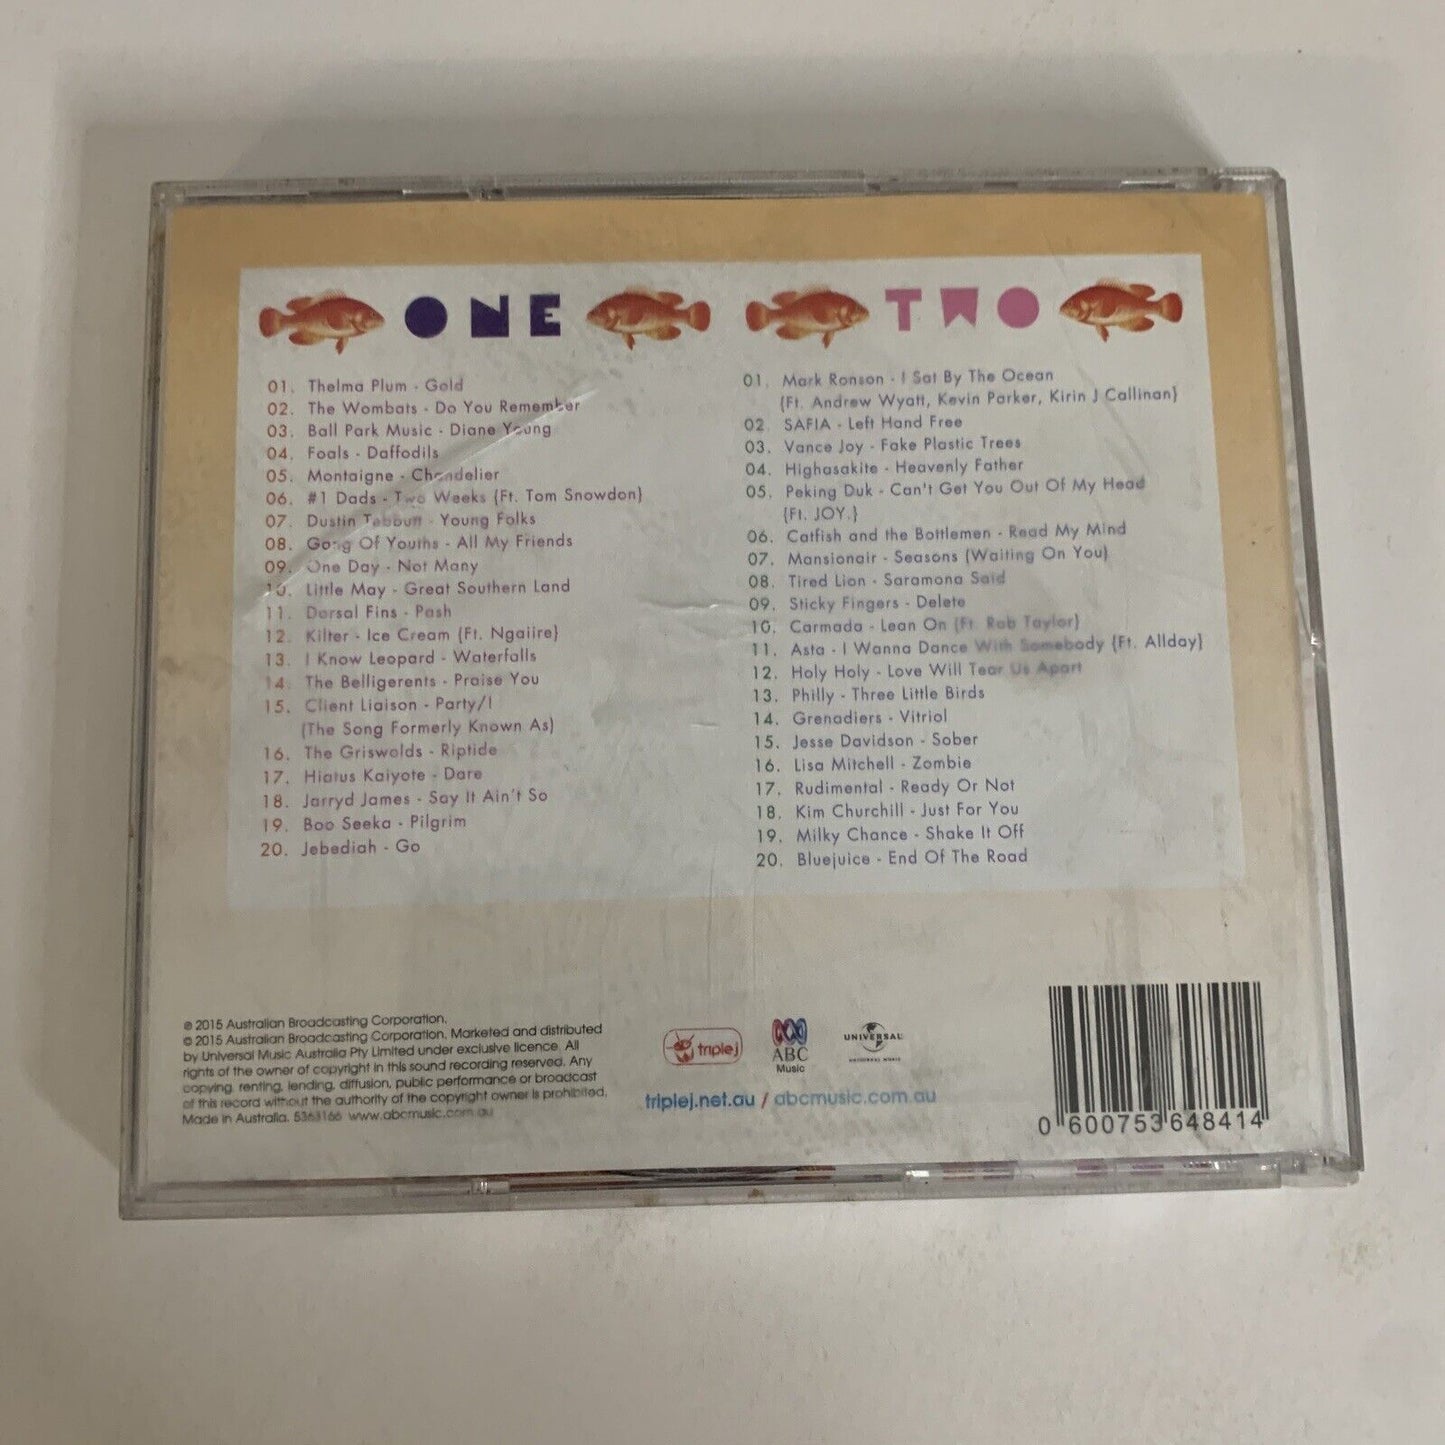 ONE
01. Thelma Plum - Gold
02. The Wombats - Do You Remember
03. Ball Park Music - Diane Young
04. Foals - Daffodils
05. Montaigne - Chandelier
06. #1 Dads - Two Weeks {Ft. Tom Snowdon}
07. Dustin Tebbutt - Young Folks
08. Gang Of Youths - All My Friends
09. One Day - Not Many
10. Little May - Great Southern Land
11. Dorsal Fins - Pash
12. Kilter - Ice Cream {Ft. Ngaiire}
13. I Know Leopard - Waterfalls
14. The Belligerents - Praise You
15. Client Liaison - Party/I
(The Song Formerly Known As)
16. The Griswolds - Riptide
17. Hiatus Kaiyote - Dare
18. Jarryd James - Say It Ain't So
19. Boo Seeka - Pilgrim
20. Jebediah - Go
TWO
01. Mark Ronson - I Sat By The Ocean
{Ft. Andrew Wyatt, Kevin Parker, Kirin J Callinan}
02. SAFIA - Left Hand Free
03. Vance Joy - Fake Plastic Trees
04. Highasakite - Heavenly Father
05. Peking Duk - Can't Get You Out Of My Head
{Ft. JOY.}
06. Catfish and the Bottlemen - Read My Mind
07. Mansionair - Seasons (Waiting On You)
08. Tired Lion - Saramona Said
09. Sticky Fingers - Delete
10. Carmada - Lean On {Ft. Rob Taylor}
11. Asta - I Wanna Dance With Somebody {Ft. Allday}
12. Holy Holy - Love Will Tear Us Apart
13. Philly - Three Little Birds
14. Grenadiers - Vitriol
15. Jesse Davidson - Sober
16. Lisa Mitchell - Zombie
17. Rudimental - Ready Or Not
18. Kim Churchill - Just For You
19. Milky Chance - Shake It Off
20. Bluejuice - End Of The Road
℗ 2015 Australian Broadcasting Corporation.
© 2015 Australian Broadcasting Corporation. Marketed and distributed
by Universal Music Australia Pty Limited under exclusive licence. All
rights of the owner of copyright in this sound recording reserved. Any
copying, renting, lending, diffusion, public performance or broadcast
of this record without the authority of the copyright owner is prohibited.
Made in Australia. 5363166 www.abcmusic.com.au
triple j
ABC
Music
UNIVERSAL
UNIVERSAL MUSIC
triplej.net.au / abcmusic.com.au
0 600753 648414